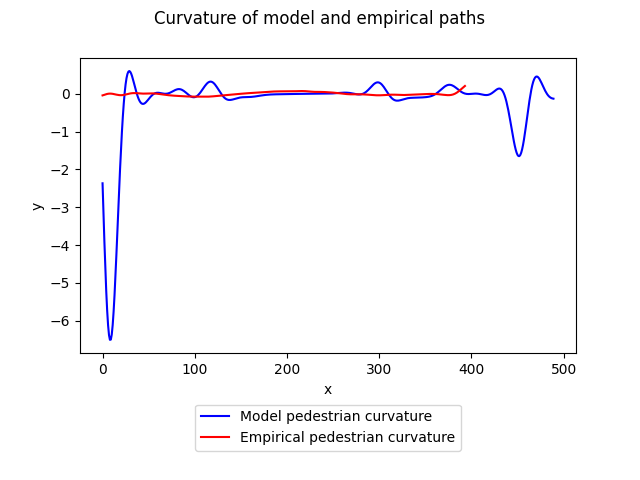 Curvature of model and empirical paths
0
−1
−2
−3
−4
−5
−6
y
0 100 200 300 400 500
x
Model pedestrian curvature
Empirical pedestrian curvature